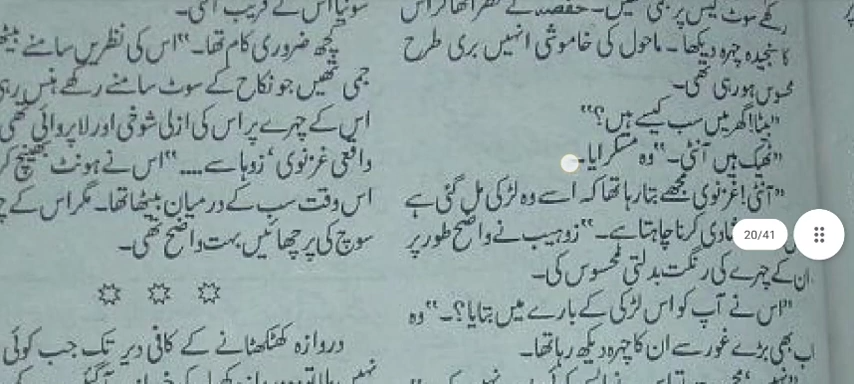 رکھے سوٹ کیس پر بھی تھیں۔ حفصہ نے نظر اٹھا کر اس
کا سنجیدہ چہرہ دیکھا۔ ماحول کی خاموشی انہیں بری طرح
محسوس ہو رہی تھی۔
"بیٹا! گھر میں سب کیسے ہیں؟"
"ٹھیک ہیں آنٹی۔" وہ مسکرایا۔
"آنٹی! غزنوی مجھے بتا رہا تھا کہ اسے وہ لڑکی مل گئی ہے
شادی کرنا چاہتا ہے۔" زوہیب نے واضح طور پر
ان کے چہرے کی رنگت بدلتی محسوس کی۔
"اس نے آپ کو اس لڑکی کے بارے میں بتایا؟۔" وہ
اب بھی بڑے غور سے ان کا چہرہ دیکھ رہا تھا۔
سونیا اس کے قریب آئی۔
کچھ ضروری کام تھا۔" اس کی نظریں سامنے
جمی تھیں جو نکاح کے سوٹ سامنے رکھے ہنس رہی
اس کے چہرے پر اس کی ازلی شوخی اور لاپروائی تھی
واقعی غزنوی' زوہا سے...." اس نے ہونٹ بھینچ کر
اس وقت سب کے درمیان بیٹھا تھا۔ مگر اس کے
سوچ کی پرچھائیں بہت واضح تھی۔
دروازہ کھٹکھٹانے کے کافی دیر تک جب کوئی
20/41